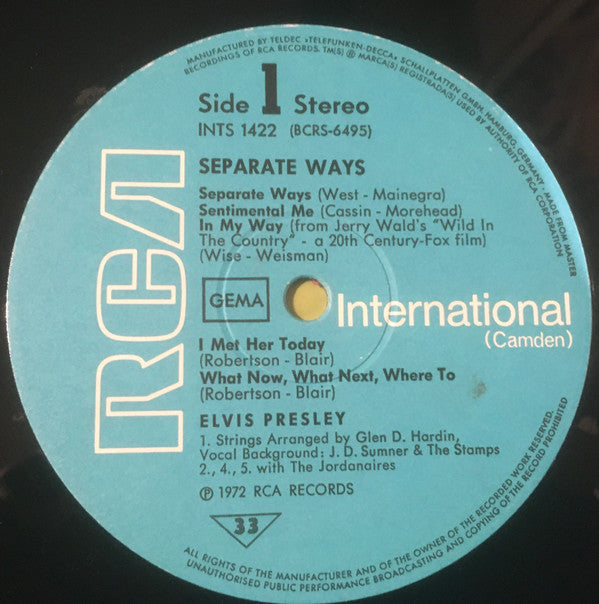 MANUFACTURED BY TELDEC »TELEFUNKEN-DECCA« SCHALLPLATTEN GMBH, HAMBURG, GERMANY · MADE FROM MASTER
RECORDINGS OF RCA RECORDS. TM(S) ® MARCA(S) REGISTRADA(S) USED BY AUTHORITY OF RCA CORPORATION
Side 1 Stereo
INTS 1422 (BCRS-6495)
SEPARATE WAYS
Separate Ways (West - Mainegra)
Sentimental Me (Cassin - Morehead)
In My Way (from Jerry Wald's "Wild In
The Country" - a 20th Century-Fox film)
(Wise - Weisman)
RCA
GEMA
International
(Camden)
I Met Her Today
(Robertson - Blair)
What Now, What Next, Where To
(Robertson - Blair)
ELVIS PRESLEY
1. Strings Arranged by Glen D. Hardin,
Vocal Background: J. D. Sumner & The Stamps
2., 4., 5. with The Jordonaires
℗ 1972 RCA RECORDS
33
ALL RIGHTS OF THE MANUFACTURER AND OF THE OWNER OF THE RECORDED WORK RESERVED.
UNAUTHORISED PUBLIC PERFORMANCE BROADCASTING AND COPYING OF THE RECORD PROHIBITED